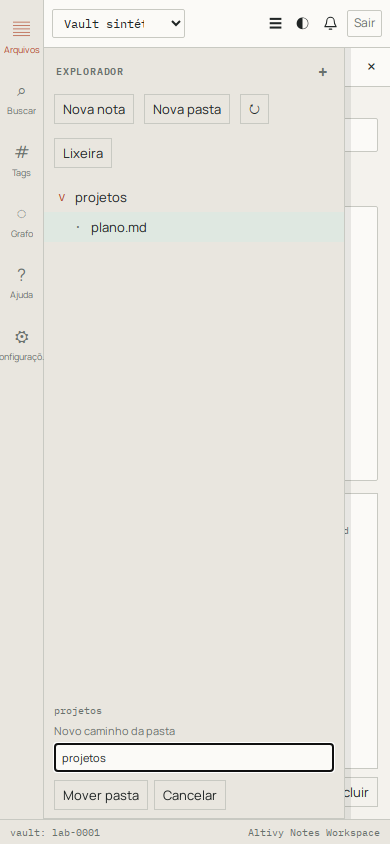 Vault sintét
Sair
Arquivos
Buscar
Tags
Grafo
Ajuda
onfiguraçõ
EXPLORADOR
+
Nova nota
Nova pasta
Lixeira
projetos
plano.md
projetos
Novo caminho da pasta
projetos
Mover pasta
Cancelar
cluir
vault: lab-0001
Altivy Notes Workspace